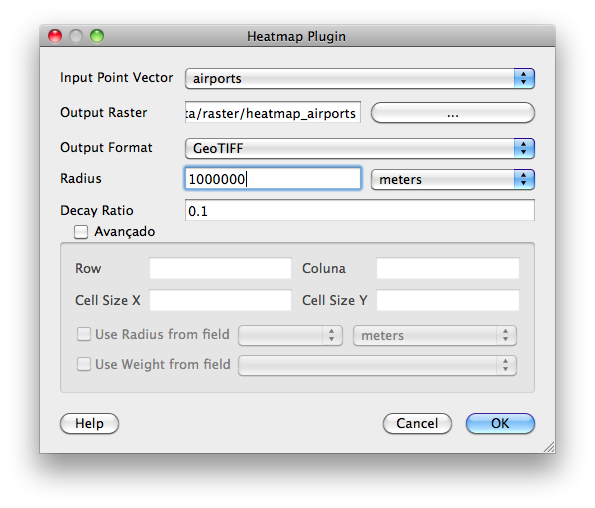 Heatmap Plugin
Input Point Vector airports
Output Raster ta/raster/heatmap_airports ...
Output Format GeoTIFF
Radius 1000000 meters
Decay Ratio 0.1
Avançado
Row Coluna
Cell Size X Cell Size Y
Use Radius from field meters
Use Weight from field
Help Cancel OK